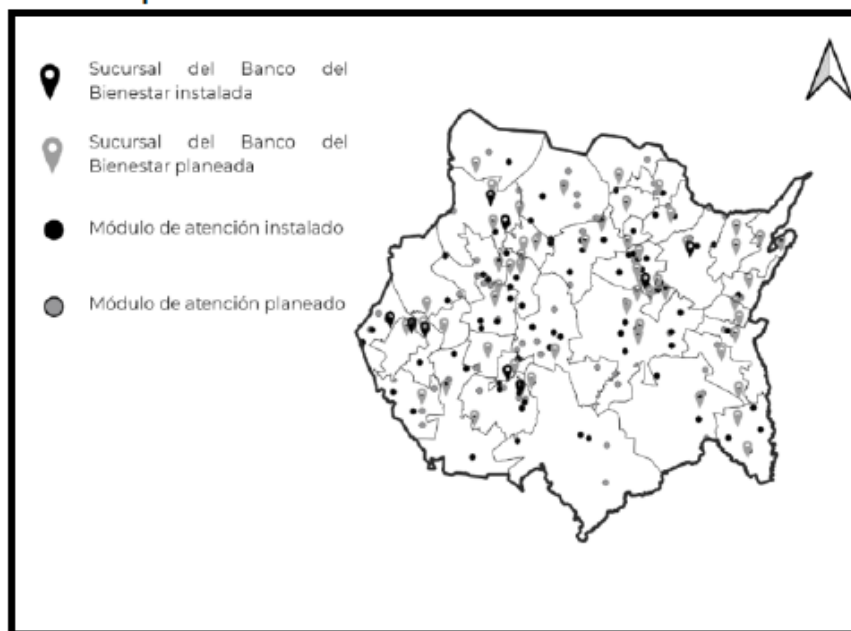 Sucursal del Banco del
Bienestar instalada
Sucursal del Banco del
Bienestar planeada
Módulo de atención instalado
Módulo de atención planeado